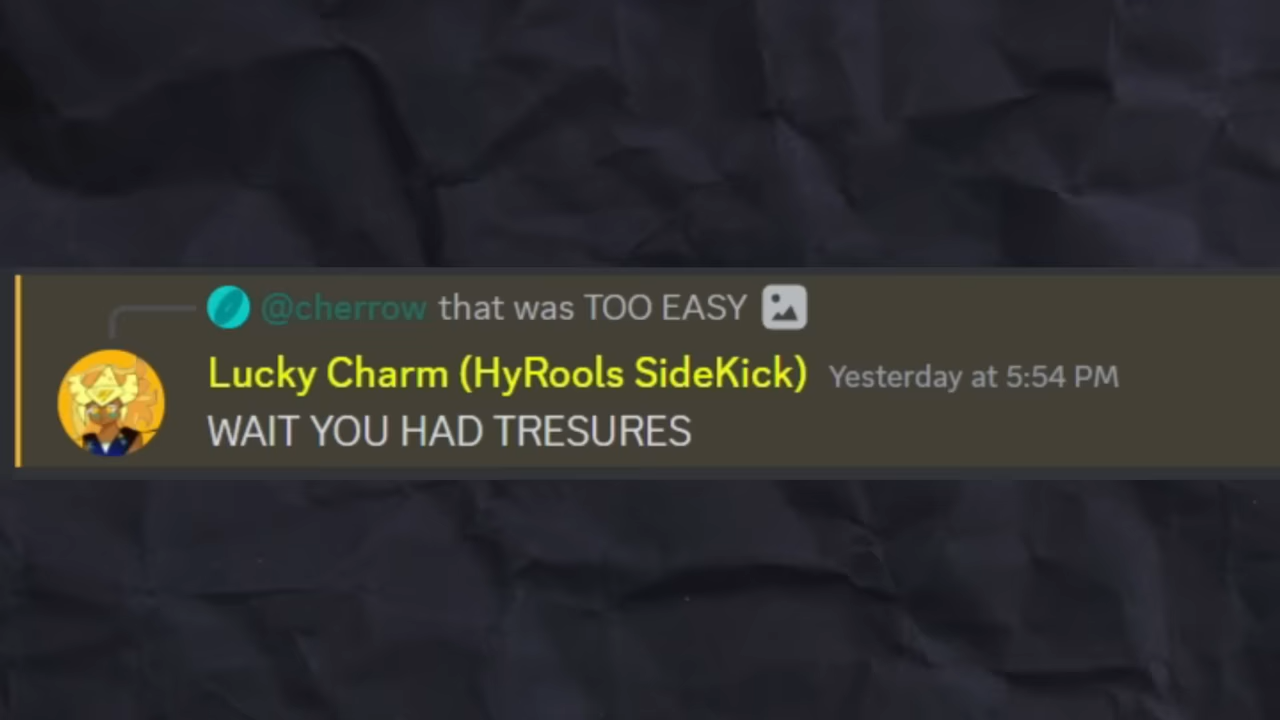 @cherrow that was TOO EASY
Lucky Charm (HyRools SideKick) Yesterday at 5:54 PM
WAIT YOU HAD TRESURES